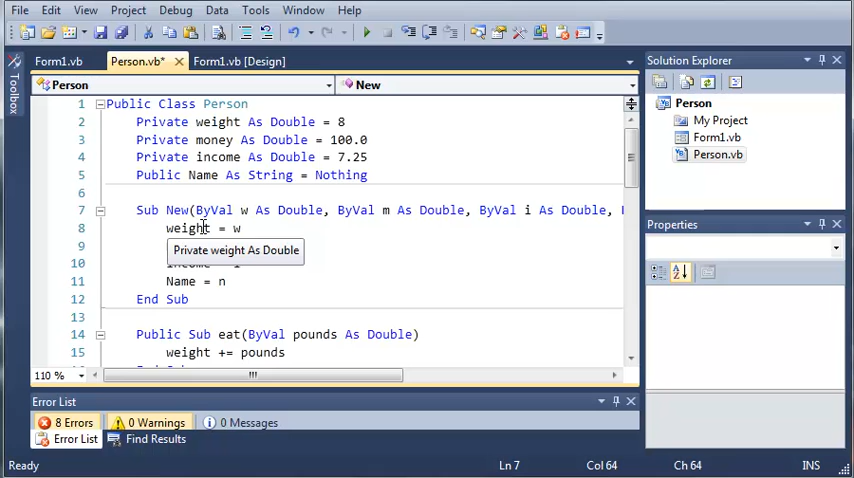 File Edit View Project Debug Data Tools Window Help
Form1.vb Person.vb* Form1.vb [Design]
Toolbox
Person New
1 Public Class Person
2 Private weight As Double = 8
3 Private money As Double = 100.0
4 Private income As Double = 7.25
5 Public Name As String = Nothing
6
7 Sub New(ByVal w As Double, ByVal m As Double, ByVal i As Double,
8 weight = w
Private weight As Double
9
10
11 Name = n
12 End Sub
13
14 Public Sub eat(ByVal pounds As Double)
15 weight += pounds
110 %
Solution Explorer
Person
My Project
Form1.vb
Person.vb
Properties
Error List
8 Errors 0 Warnings 0 Messages
Error List Find Results
Ready Ln 7 Col 64 Ch 64 INS